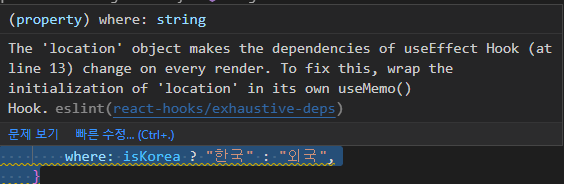 (property) where: string
The 'location' object makes the dependencies of useEffect Hook (at
line 13) change on every render. To fix this, wrap the
initialization of 'location' in its own useMemo()
Hook. eslint(react-hooks/exhaustive-deps)
문제 보기 빠른 수정... (Ctrl+.)
where: isKorea ? "한국" : "외국",
}